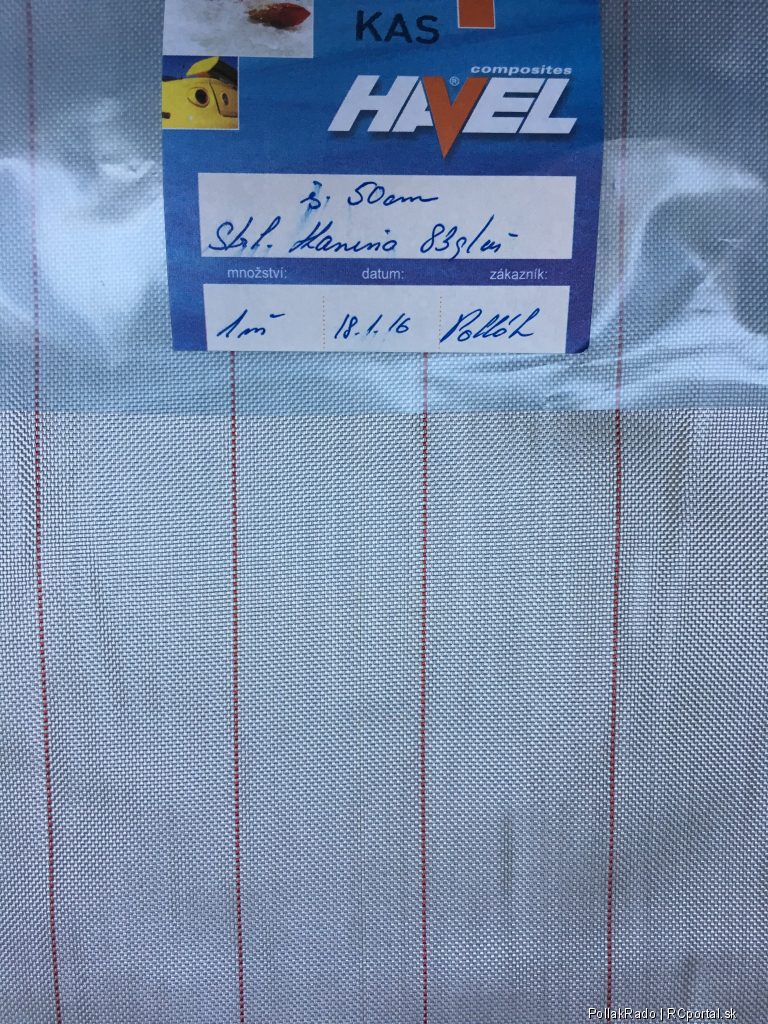 KAS
composites
HAVEL®
š. 50cm
Skl. tkanina 83g/m²
množství: datum: zákazník:
1m² 18.1.16 Pollák
PollakRado | RCportal.sk